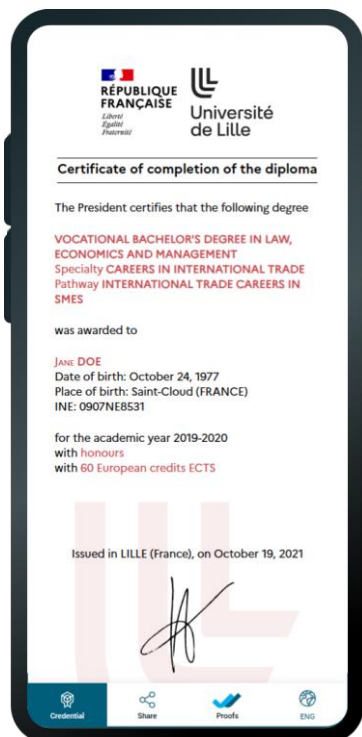 RÉPUBLIQUE
FRANÇAISE
Liberté
Égalité
Fraternité
Université
de Lille
Certificate of completion of the diploma
The President certifies that the following degree
VOCATIONAL BACHELOR'S DEGREE IN LAW,
ECONOMICS AND MANAGEMENT
Specialty CAREERS IN INTERNATIONAL TRADE
Pathway INTERNATIONAL TRADE CAREERS IN
SMES
was awarded to
JANE DOE
Date of birth: October 24, 1977
Place of birth: Saint-Cloud (FRANCE)
INE: 0907NE8531
for the academic year 2019-2020
with honours
with 60 European credits ECTS
Issued in LILLE (France), on October 19, 2021
Credential
Share
Proofs
ENG